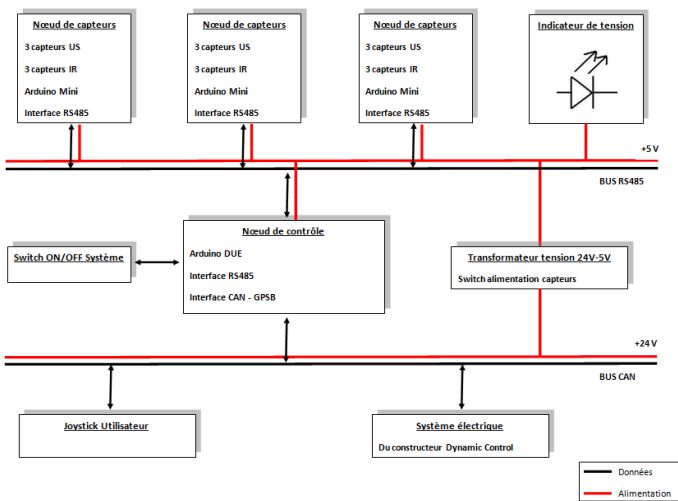 Nœud de capteurs
3 capteurs US
3 capteurs IR
Arduino Mini
Interface RS485
Nœud de capteurs
3 capteurs US
3 capteurs IR
Arduino Mini
Interface RS485
Nœud de capteurs
3 capteurs US
3 capteurs IR
Arduino Mini
Interface RS485
Indicateur de tension
+5 V
BUS RS485
Nœud de contrôle
Arduino DUE
Interface RS485
Interface CAN - GPSB
Switch ON/OFF Système
Transformateur tension 24V-5V
Switch alimentation capteurs
+24 V
BUS CAN
Joystick Utilisateur
Système électrique
Du constructeur Dynamic Control
Données
Alimentation